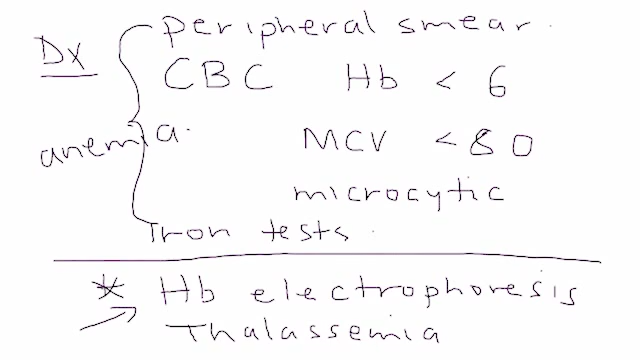 peripheral smear.
Dx
CBC Hb < 6
anemia.
MCV < 80
microcytic
Iron tests.
* Hb electrophoresis
Thalassemia